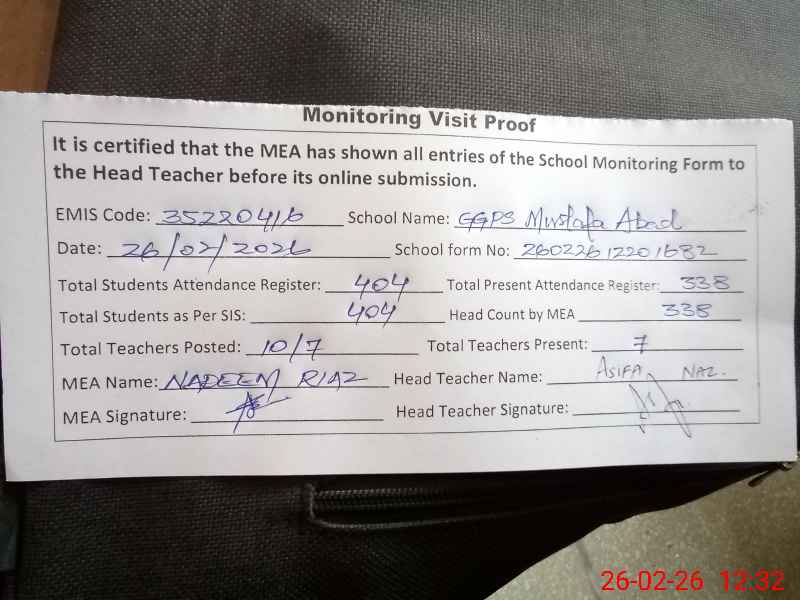 Monitoring Visit Proof
It is certified that the MEA has shown all entries of the School Monitoring Form to
the Head Teacher before its online submission.
EMIS Code: 35220416 School Name: GGPS Mustafa Abad
Date: 26/02/2026 School form No: 26022612201682
Total Students Attendance Register: 404 Total Present Attendance Register: 338
Total Students as Per SIS: 404 Head Count by MEA 338
Total Teachers Posted: 10/7 Total Teachers Present: 7
MEA Name: NADEEM RIAZ Head Teacher Name: ASIFA NAZ.
MEA Signature: Head Teacher Signature:
26-02-26 12:32